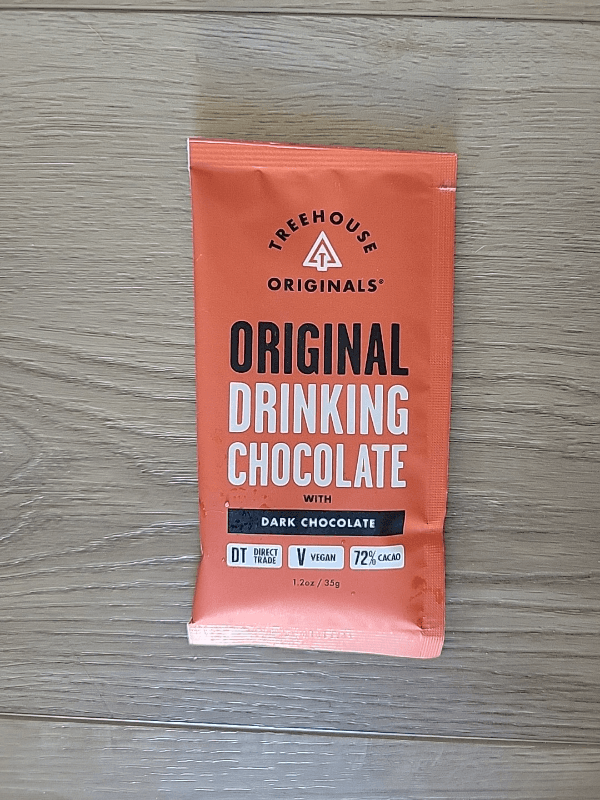 TREEHOUSE
T
ORIGINALS®
ORIGINAL
DRINKING
CHOCOLATE
WITH
DARK CHOCOLATE
DT DIRECT TRADE V VEGAN 72% CACAO
1.2oz / 35g